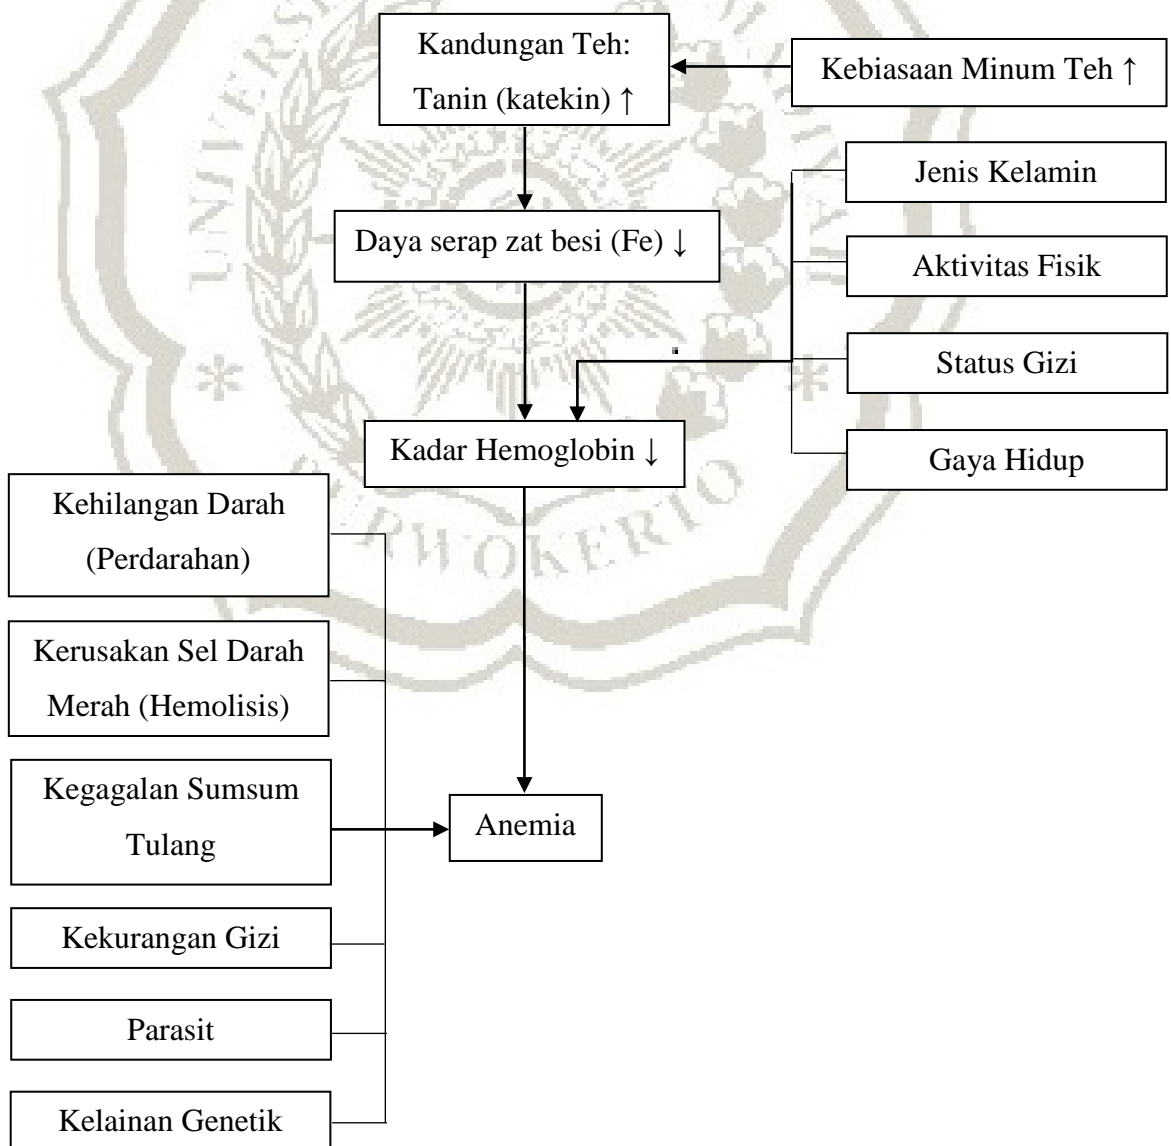 Kandungan Teh:
Tanin (katekin) ↑
Kebiasaan Minum Teh ↑
Daya serap zat besi (Fe) ↓
Kadar Hemoglobin ↓
Jenis Kelamin
Aktivitas Fisik
Status Gizi
Gaya Hidup
Kehilangan Darah
(Perdarahan)
Kerusakan Sel Darah
Merah (Hemolisis)
Kegagalan Sumsum
Tulang
Kekurangan Gizi
Parasit
Kelainan Genetik
Anemia